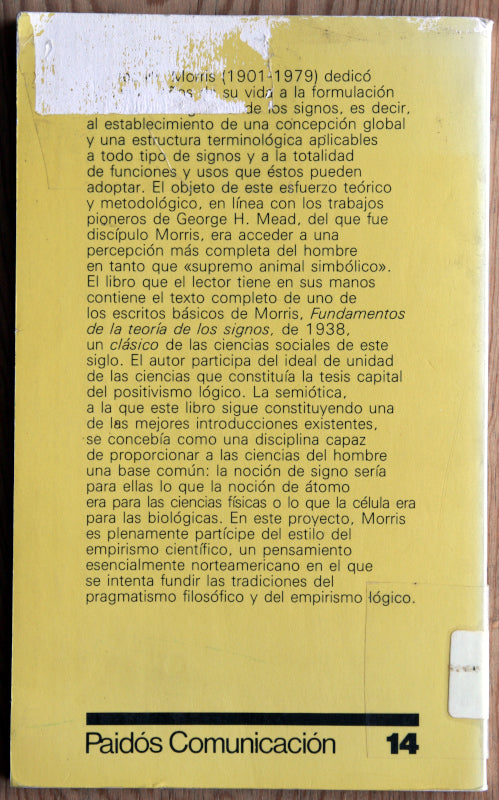 Morris (1901-1979) dedicó
su vida a la formulación
de los signos, es decir,
al establecimiento de una concepción global
y una estructura terminológica aplicables
a todo tipo de signos y a la totalidad
de funciones y usos que éstos pueden
adoptar. El objeto de este esfuerzo teórico
y metodológico, en línea con los trabajos
pioneros de George H. Mead, del que fue
discípulo Morris, era acceder a una
percepción más completa del hombre
en tanto que «supremo animal simbólico».
El libro que el lector tiene en sus manos
contiene el texto completo de uno de
los escritos básicos de Morris, Fundamentos
de la teoría de los signos, de 1938,
un clásico de las ciencias sociales de este
siglo. El autor participa del ideal de unidad
de las ciencias que constituía la tesis capital
del positivismo lógico. La semiótica,
a la que este libro sigue constituyendo una
de las mejores introducciones existentes,
se concebía como una disciplina capaz
de proporcionar a las ciencias del hombre
una base común: la noción de signo sería
para ellas lo que la noción de átomo
era para las ciencias físicas o lo que la célula era
para las biológicas. En este proyecto, Morris
es plenamente partícipe del estilo del
empirismo científico, un pensamiento
esencialmente norteamericano en el que
se intenta fundir las tradiciones del
pragmatismo filosófico y del empirismo lógico.
Paidós Comunicación 14